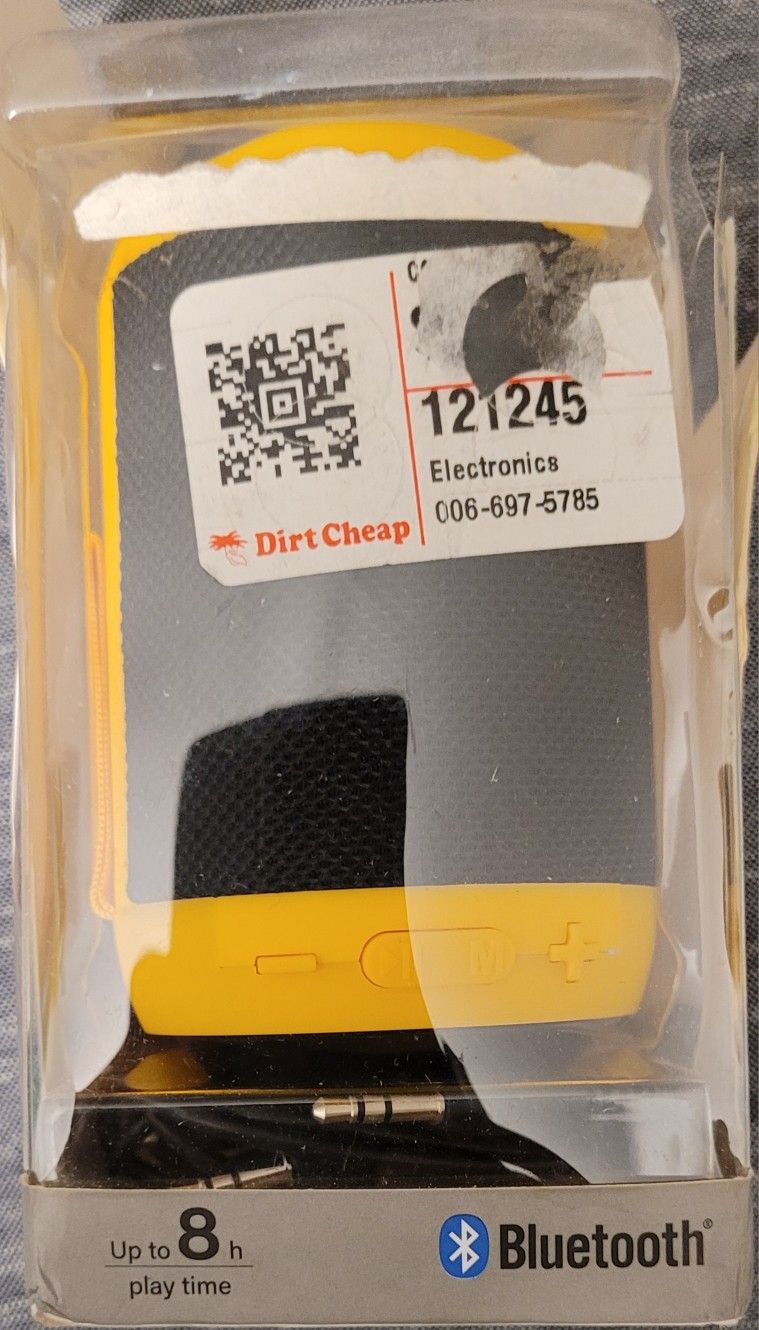 121245
Electronics
006-697-5785
Dirt Cheap
M
Up to 8 h
play time
Bluetooth®